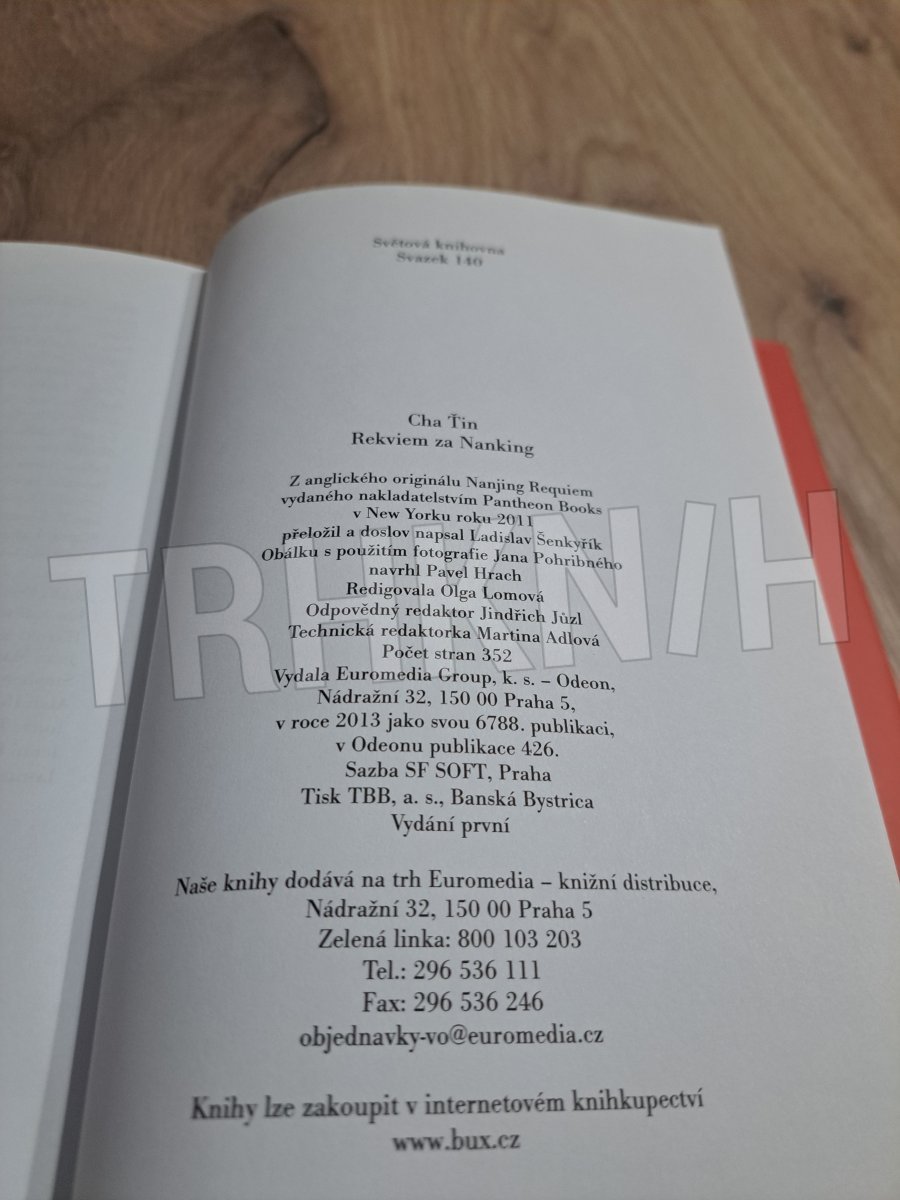 Světová knihovna
Svazek 140
Cha Ťin
Rekviem za Nanking
Z anglického originálu Nanjing Requiem
vydaného nakladatelstvím Pantheon Books
v New Yorku roku 2011
přeložil a doslov napsal Ladislav Šenkyřík
Obálku s použitím fotografie Jana Pohribného
navrhl Pavel Hrach
Redigovala Olga Lomová
Odpovědný redaktor Jindřich Jůzl
Technická redaktorka Martina Adlová
Počet stran 352
Vydala Euromedia Group, k. s. – Odeon,
Nádražní 32, 150 00 Praha 5,
v roce 2013 jako svou 6788. publikaci,
v Odeonu publikace 426.
Sazba SF SOFT, Praha
Tisk TBB, a. s., Banská Bystrica
Vydání první
Naše knihy dodává na trh Euromedia – knižní distribuce,
Nádražní 32, 150 00 Praha 5
Zelená linka: 800 103 203
Tel.: 296 536 111
Fax: 296 536 246
objednavky-vo@euromedia.cz
Knihy lze zakoupit v internetovém knihkupectví
www.bux.cz
TRHKNIH